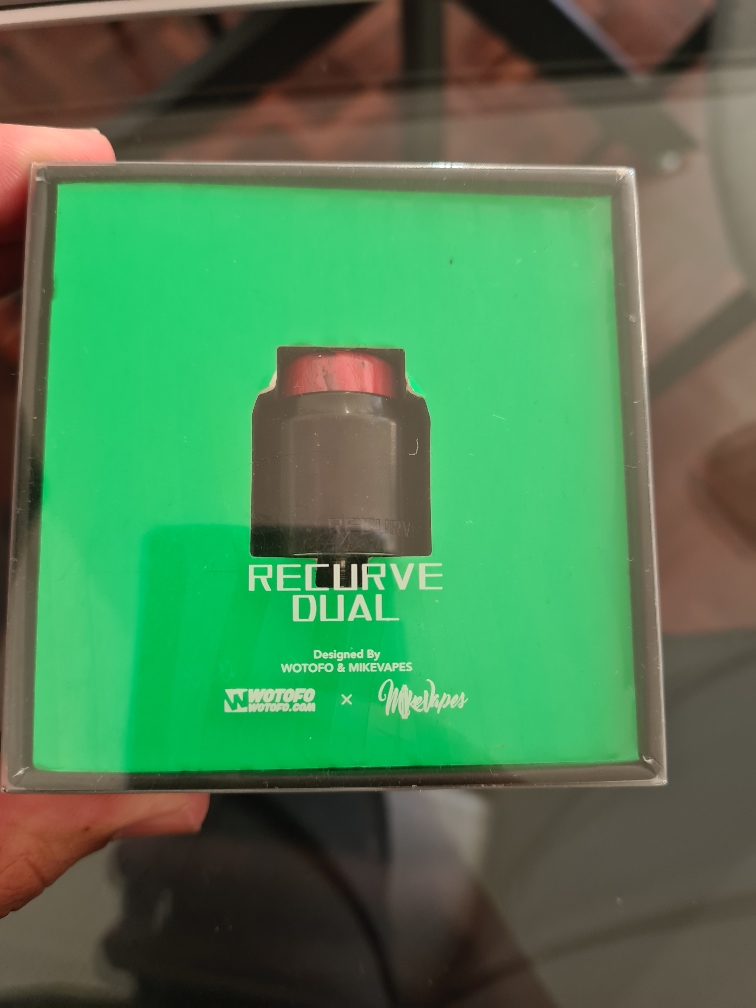 RECURVE
DUAL
Designed By
WOTOFO & MIKEVAPES
WOTOFO × MikeVapes
WOTOFO.COM